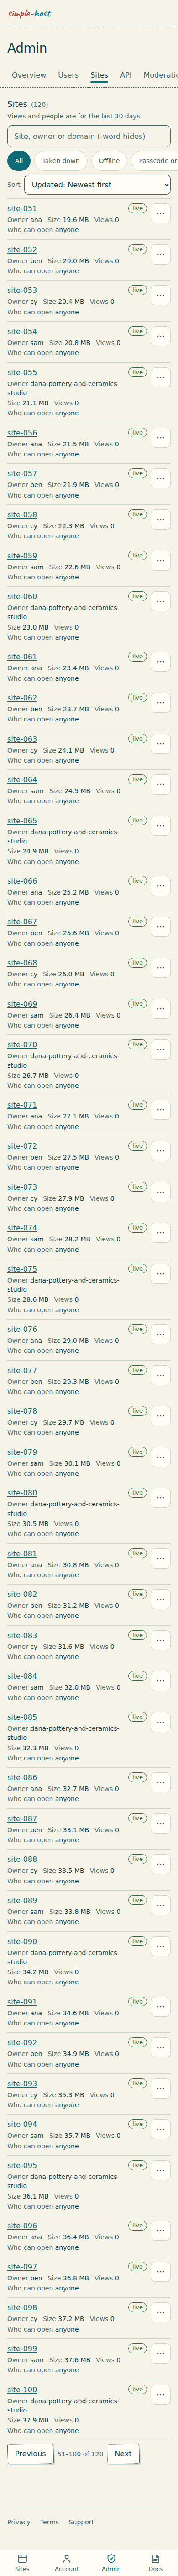 simple-host
Admin
Overview Users Sites API Moderatio
Sites (120)
Views and people are for the last 30 days.
Site, owner or domain (-word hides)
All Taken down Offline Passcode or
Sort Updated: Newest first
site-051 live ...
Owner ana Size 19.6 MB Views 0
Who can open anyone
site-052 live ...
Owner ben Size 20.0 MB Views 0
Who can open anyone
site-053 live ...
Owner cy Size 20.4 MB Views 0
Who can open anyone
site-054 live ...
Owner sam Size 20.8 MB Views 0
Who can open anyone
site-055 live ...
Owner dana-pottery-and-ceramics-
studio
Size 21.1 MB Views 0
Who can open anyone
site-056 live ...
Owner ana Size 21.5 MB Views 0
Who can open anyone
site-057 live ...
Owner ben Size 21.9 MB Views 0
Who can open anyone
site-058 live ...
Owner cy Size 22.3 MB Views 0
Who can open anyone
site-059 live ...
Owner sam Size 22.6 MB Views 0
Who can open anyone
site-060 live ...
Owner dana-pottery-and-ceramics-
studio
Size 23.0 MB Views 0
Who can open anyone
site-061 live ...
Owner ana Size 23.4 MB Views 0
Who can open anyone
site-062 live ...
Owner ben Size 23.7 MB Views 0
Who can open anyone
site-063 live ...
Owner cy Size 24.1 MB Views 0
Who can open anyone
site-064 live ...
Owner sam Size 24.5 MB Views 0
Who can open anyone
site-065 live ...
Owner dana-pottery-and-ceramics-
studio
Size 24.9 MB Views 0
Who can open anyone
site-066 live ...
Owner ana Size 25.2 MB Views 0
Who can open anyone
site-067 live ...
Owner ben Size 25.6 MB Views 0
Who can open anyone
site-068 live ...
Owner cy Size 26.0 MB Views 0
Who can open anyone
site-069 live ...
Owner sam Size 26.4 MB Views 0
Who can open anyone
site-070 live ...
Owner dana-pottery-and-ceramics-
studio
Size 26.7 MB Views 0
Who can open anyone
site-071 live ...
Owner ana Size 27.1 MB Views 0
Who can open anyone
site-072 live ...
Owner ben Size 27.5 MB Views 0
Who can open anyone
site-073 live ...
Owner cy Size 27.9 MB Views 0
Who can open anyone
site-074 live ...
Owner sam Size 28.2 MB Views 0
Who can open anyone
site-075 live ...
Owner dana-pottery-and-ceramics-
studio
Size 28.6 MB Views 0
Who can open anyone
site-076 live ...
Owner ana Size 29.0 MB Views 0
Who can open anyone
site-077 live ...
Owner ben Size 29.3 MB Views 0
Who can open anyone
site-078 live ...
Owner cy Size 29.7 MB Views 0
Who can open anyone
site-079 live ...
Owner sam Size 30.1 MB Views 0
Who can open anyone
site-080 live ...
Owner dana-pottery-and-ceramics-
studio
Size 30.5 MB Views 0
Who can open anyone
site-081 live ...
Owner ana Size 30.8 MB Views 0
Who can open anyone
site-082 live ...
Owner ben Size 31.2 MB Views 0
Who can open anyone
site-083 live ...
Owner cy Size 31.6 MB Views 0
Who can open anyone
site-084 live ...
Owner sam Size 32.0 MB Views 0
Who can open anyone
site-085 live ...
Owner dana-pottery-and-ceramics-
studio
Size 32.3 MB Views 0
Who can open anyone
site-086 live ...
Owner ana Size 32.7 MB Views 0
Who can open anyone
site-087 live ...
Owner ben Size 33.1 MB Views 0
Who can open anyone
site-088 live ...
Owner cy Size 33.5 MB Views 0
Who can open anyone
site-089 live ...
Owner sam Size 33.8 MB Views 0
Who can open anyone
site-090 live ...
Owner dana-pottery-and-ceramics-
studio
Size 34.2 MB Views 0
Who can open anyone
site-091 live ...
Owner ana Size 34.6 MB Views 0
Who can open anyone
site-092 live ...
Owner ben Size 34.9 MB Views 0
Who can open anyone
site-093 live ...
Owner cy Size 35.3 MB Views 0
Who can open anyone
site-094 live ...
Owner sam Size 35.7 MB Views 0
Who can open anyone
site-095 live ...
Owner dana-pottery-and-ceramics-
studio
Size 36.1 MB Views 0
Who can open anyone
site-096 live ...
Owner ana Size 36.4 MB Views 0
Who can open anyone
site-097 live ...
Owner ben Size 36.8 MB Views 0
Who can open anyone
site-098 live ...
Owner cy Size 37.2 MB Views 0
Who can open anyone
site-099 live ...
Owner sam Size 37.6 MB Views 0
Who can open anyone
site-100 live ...
Owner dana-pottery-and-ceramics-
studio
Size 37.9 MB Views 0
Who can open anyone
Previous 51–100 of 120 Next
Privacy Terms Support
Sites Account Admin Docs